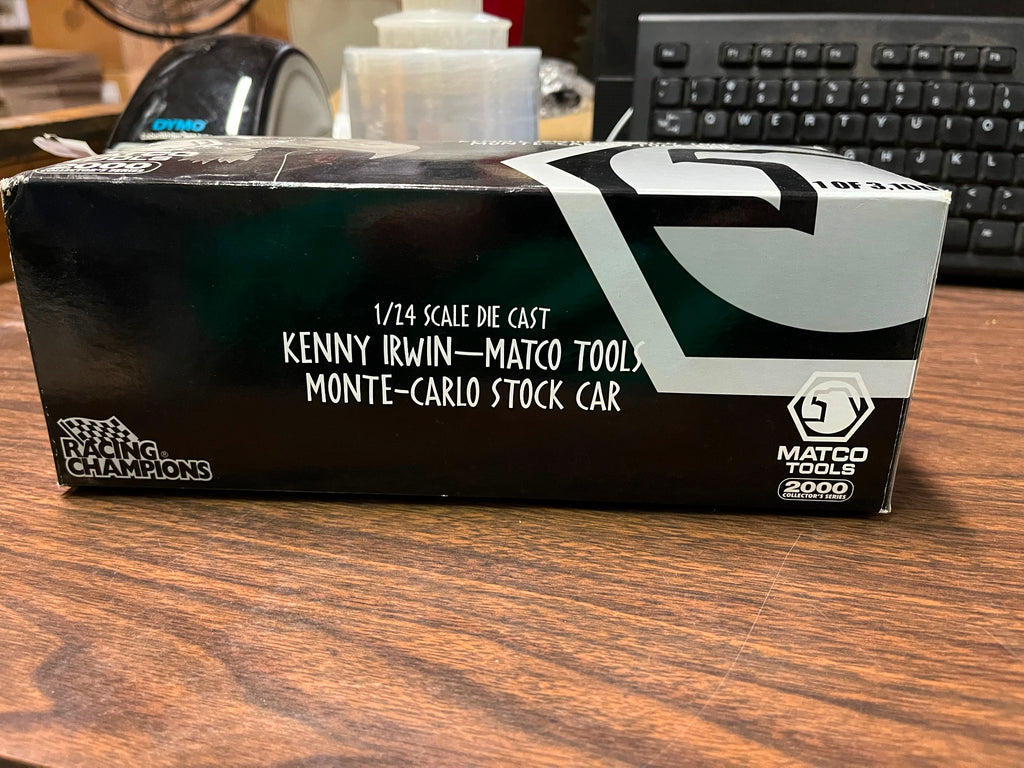 DYMO
1 OF 3,100
1/24 SCALE DIE CAST
KENNY IRWIN—MATCO TOOLS
MONTE-CARLO STOCK CAR
RACING®
CHAMPIONS
MATCO
TOOLS
2000
COLLECTOR'S SERIES
Q W E R T Y U I O
H J K L